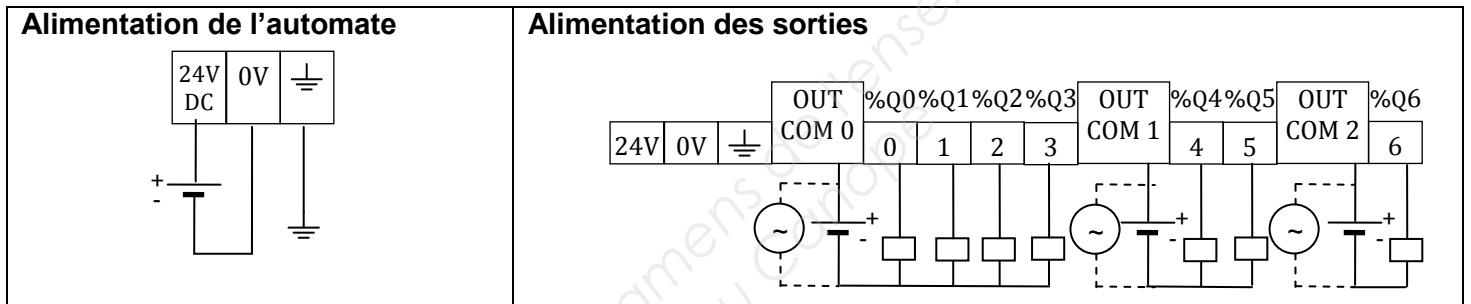 Alimentation de l'automate
24V 0V
DC
+
-
Alimentation des sorties
OUT %Q0 %Q1 %Q2 %Q3 OUT %Q4 %Q5 OUT %Q6
COM 0 COM 1 COM 2
24V 0V 0 1 2 3 4 5 6
+ + +
~ ~ ~
- - -